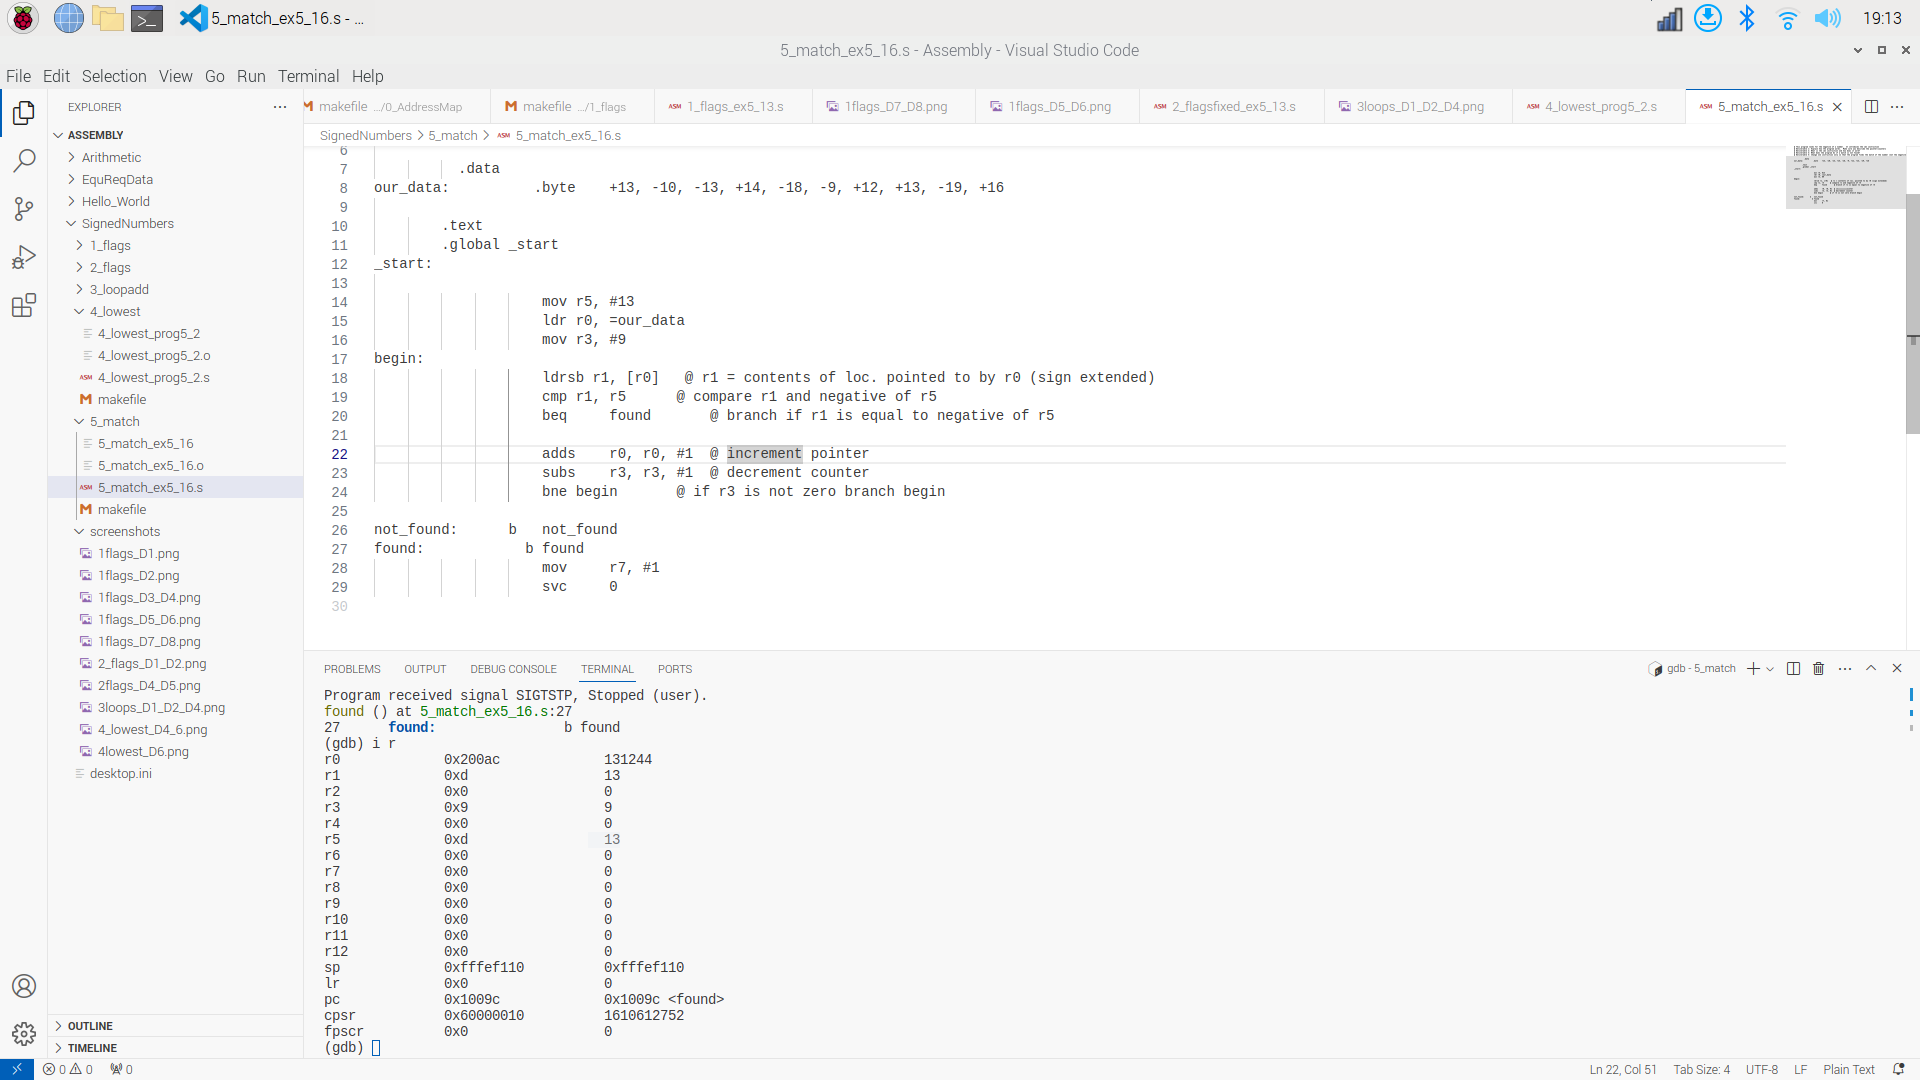 5_match_ex5_16.s - ...
19:13
5_match_ex5_16.s - Assembly - Visual Studio Code
File Edit Selection View Go Run Terminal Help
EXPLORER
ASSEMBLY
Arithmetic
EquReqData
Hello_World
SignedNumbers
1_flags
2_flags
3_loopadd
4_lowest
4_lowest_prog5_2
4_lowest_prog5_2.o
ASM 4_lowest_prog5_2.s
M makefile
5_match
5_match_ex5_16
5_match_ex5_16.o
ASM 5_match_ex5_16.s
M makefile
screenshots
1flags_D1.png
1flags_D2.png
1flags_D3_D4.png
1flags_D5_D6.png
1flags_D7_D8.png
2_flags_D1_D2.png
2flags_D4_D5.png
3loops_D1_D2_D4.png
4_lowest_D4_6.png
4lowest_D6.png
desktop.ini
OUTLINE
TIMELINE
M makefile .../0_AddressMap M makefile .../1_flags ASM 1_flags_ex5_13.s 1flags_D7_D8.png 1flags_D5_D6.png ASM 2_flagsfixed_ex5_13.s 3loops_D1_D2_D4.png ASM 4_lowest_prog5_2.s ASM 5_match_ex5_16.s
SignedNumbers > 5_match > ASM 5_match_ex5_16.s
6
7 .data
8 our_data: .byte +13, -10, -13, +14, -18, -9, +12, +13, -19, +16
9
10 .text
11 .global _start
12 _start:
13
14 mov r5, #13
15 ldr r0, =our_data
16 mov r3, #9
17 begin:
18 ldrsb r1, [r0] @ r1 = contents of loc. pointed to by r0 (sign extended)
19 cmp r1, r5 @ compare r1 and negative of r5
20 beq found @ branch if r1 is equal to negative of r5
21
22 adds r0, r0, #1 @ increment pointer
23 subs r3, r3, #1 @ decrement counter
24 bne begin @ if r3 is not zero branch begin
25
26 not_found: b not_found
27 found: b found
28 mov r7, #1
29 svc 0
30
PROBLEMS OUTPUT DEBUG CONSOLE TERMINAL PORTS
gdb - 5_match
Program received signal SIGTSTP, Stopped (user).
found () at 5_match_ex5_16.s:27
27 found: b found
(gdb) i r
r0 0x200ac 131244
r1 0xd 13
r2 0x0 0
r3 0x9 9
r4 0x0 0
r5 0xd 13
r6 0x0 0
r7 0x0 0
r8 0x0 0
r9 0x0 0
r10 0x0 0
r11 0x0 0
r12 0x0 0
sp 0xfffef110 0xfffef110
lr 0x0 0
pc 0x1009c 0x1009c <found>
cpsr 0x60000010 1610612752
fpscr 0x0 0
(gdb)
0 0 0
Ln 22, Col 51 Tab Size: 4 UTF-8 LF Plain Text